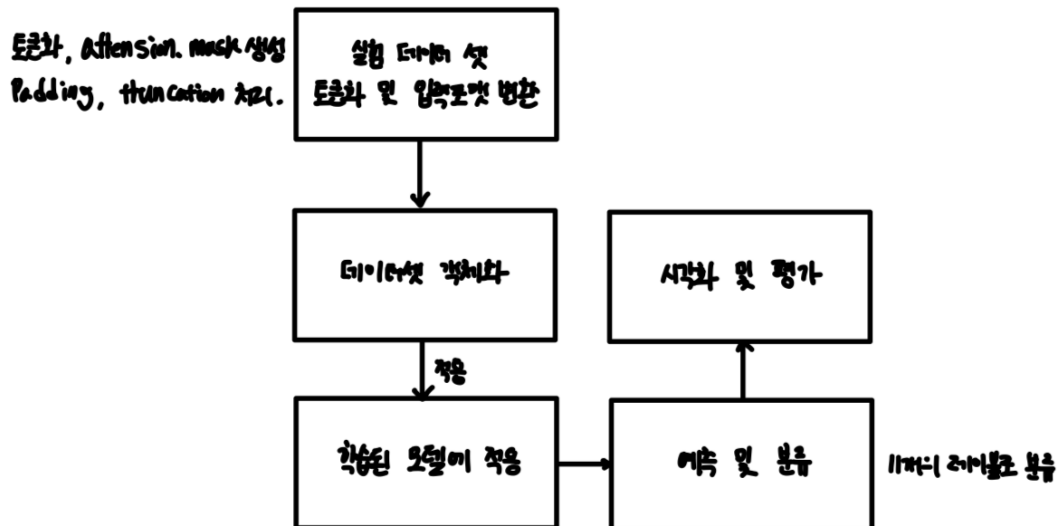 토큰화, attension. mask 생성
Padding, truncation 처리.
실험 데이터 셋
토큰화 및 입력포맷 변환
데이터셋 객체화
적용
학습된 모델에 적용
예측 및 분류
11개의 레이블로 분류
시각화 및 평가